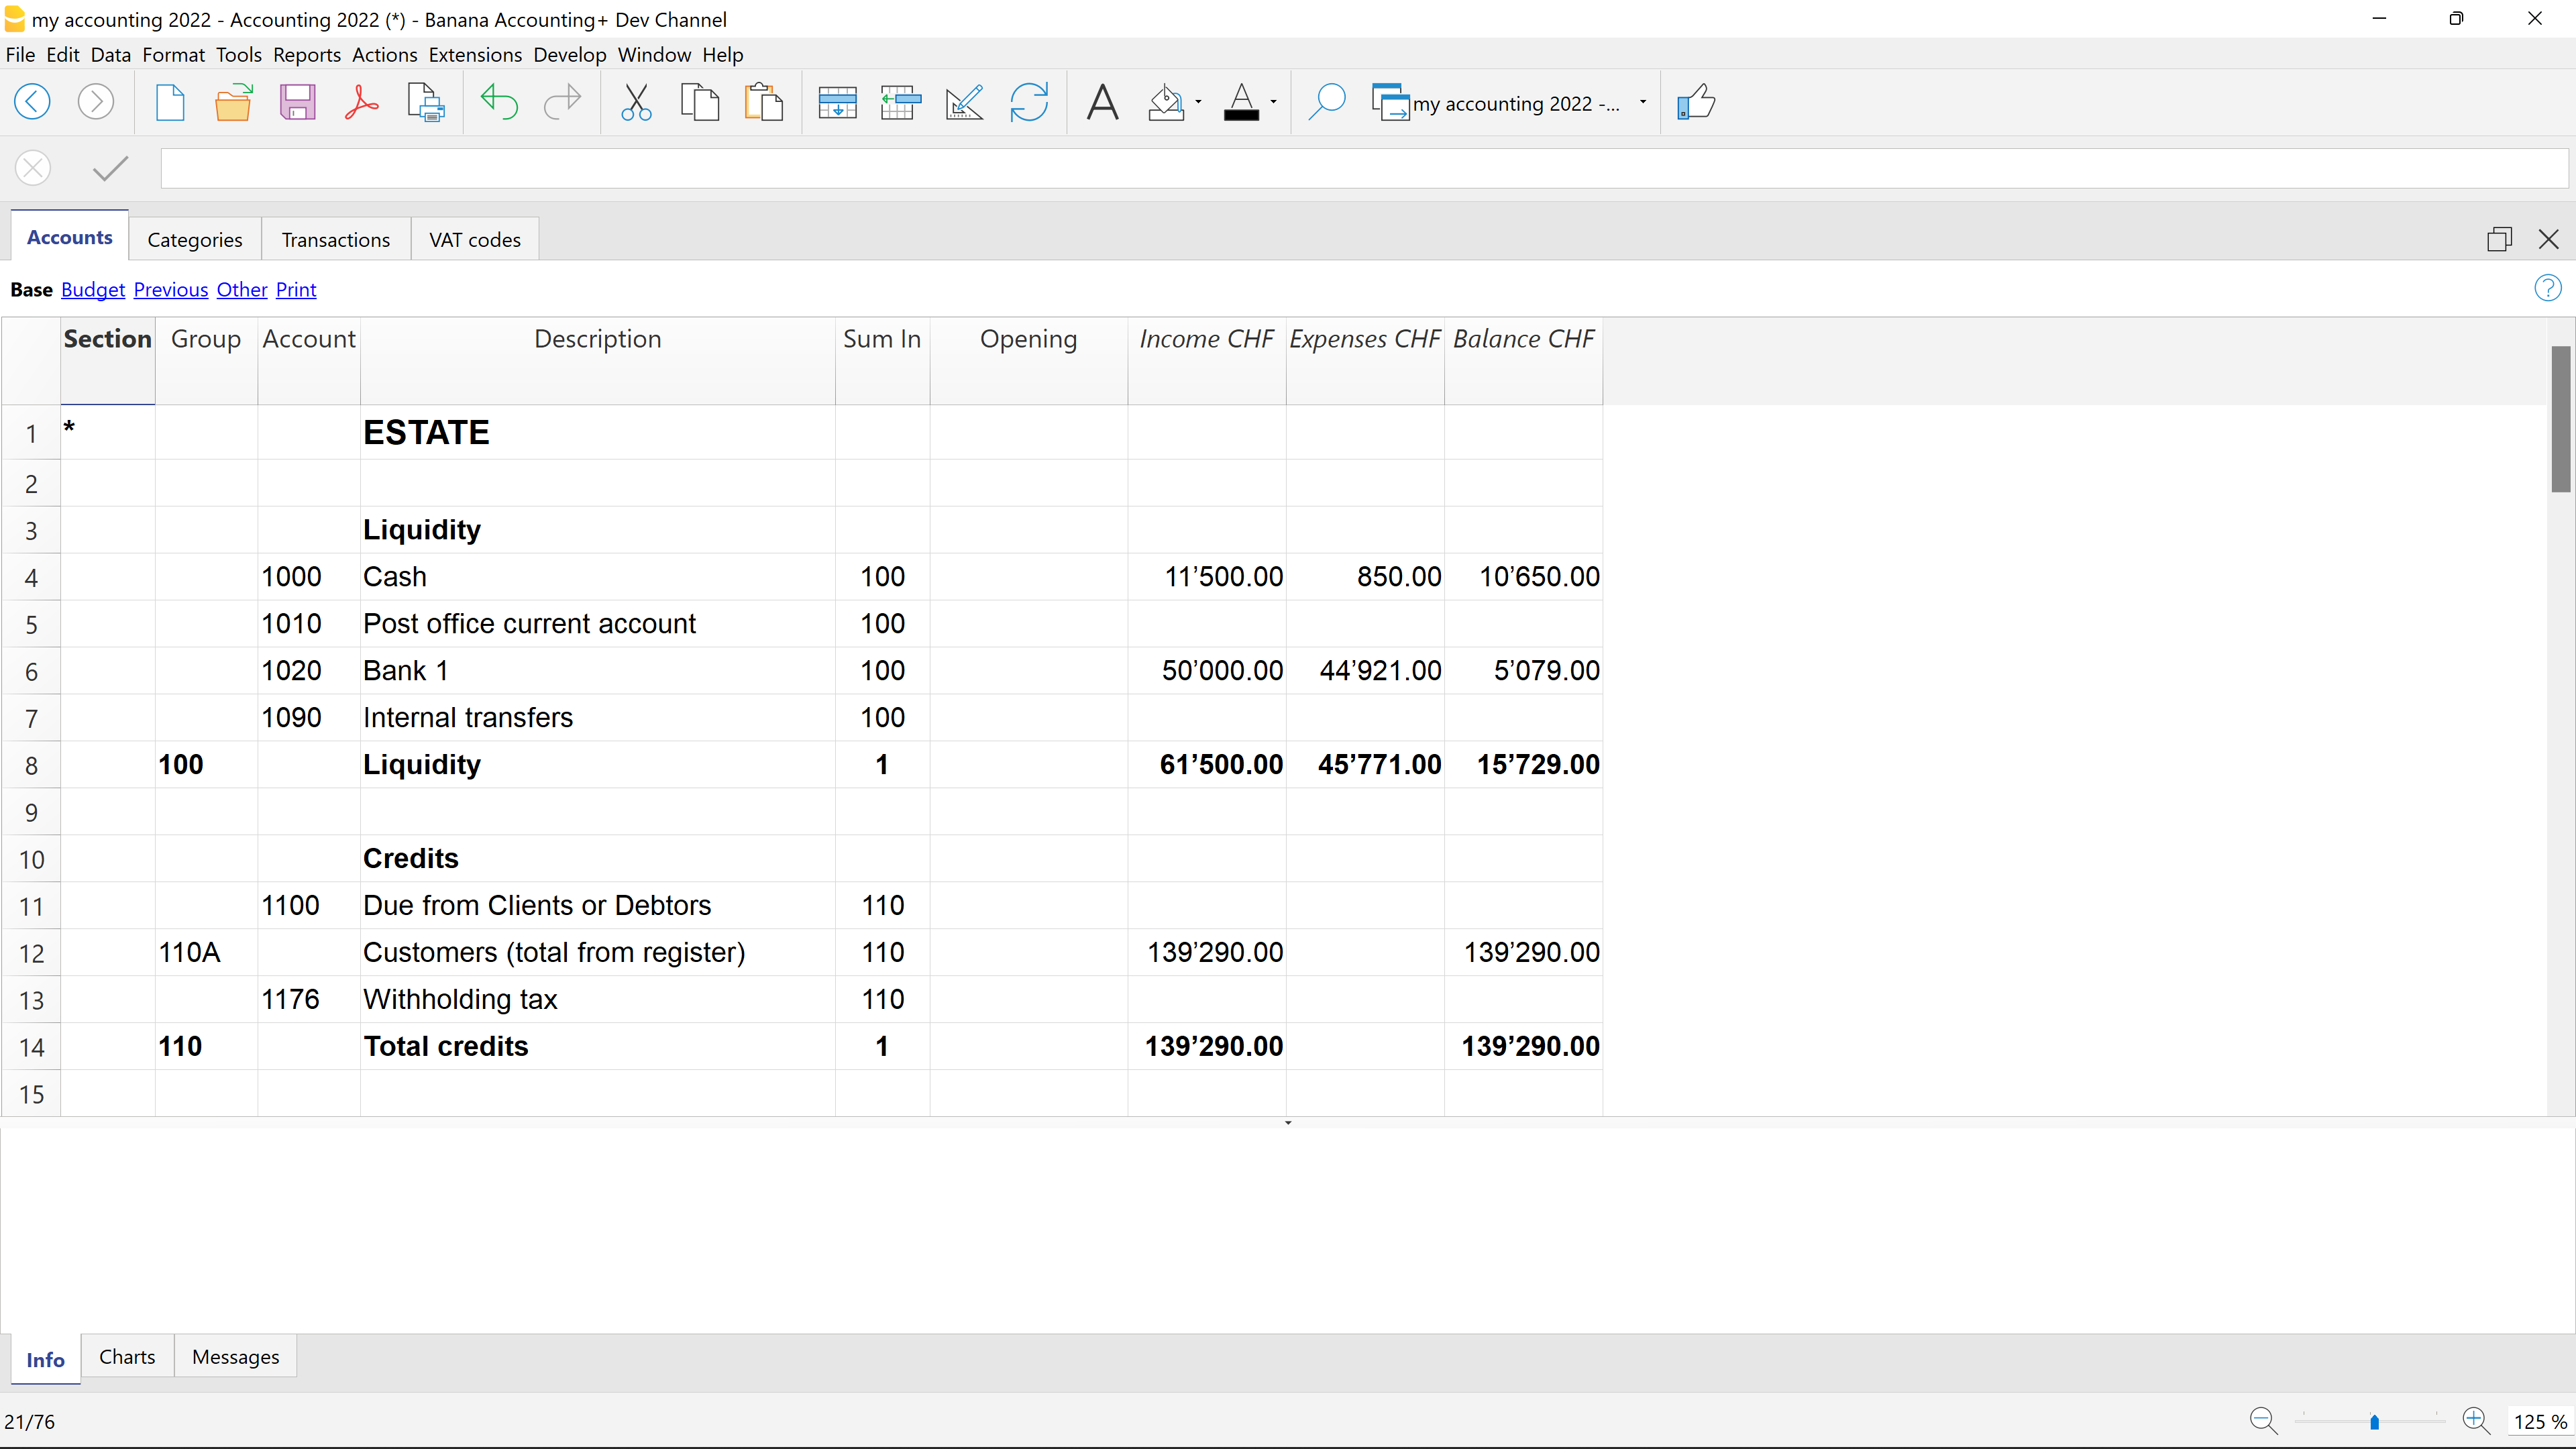 my accounting 2022 - Accounting 2022 (*) - Banana Accounting+ Dev Channel
File Edit Data Format Tools Reports Actions Extensions Develop Window Help
my accounting 2022 -...
Accounts Categories Transactions VAT codes
Base Budget Previous Other Print
Section Group Account Description Sum In Opening Income CHF Expenses CHF Balance CHF
1 * ESTATE
2
3 Liquidity
4 1000 Cash 100 11’500.00 850.00 10’650.00
5 1010 Post office current account 100
6 1020 Bank 1 100 50’000.00 44’921.00 5’079.00
7 1090 Internal transfers 100
8 100 Liquidity 1 61’500.00 45’771.00 15’729.00
9
10 Credits
11 1100 Due from Clients or Debtors 110
12 110A Customers (total from register) 110 139’290.00 139’290.00
13 1176 Withholding tax 110
14 110 Total credits 1 139’290.00 139’290.00
15
Info Charts Messages
21/76 125 %